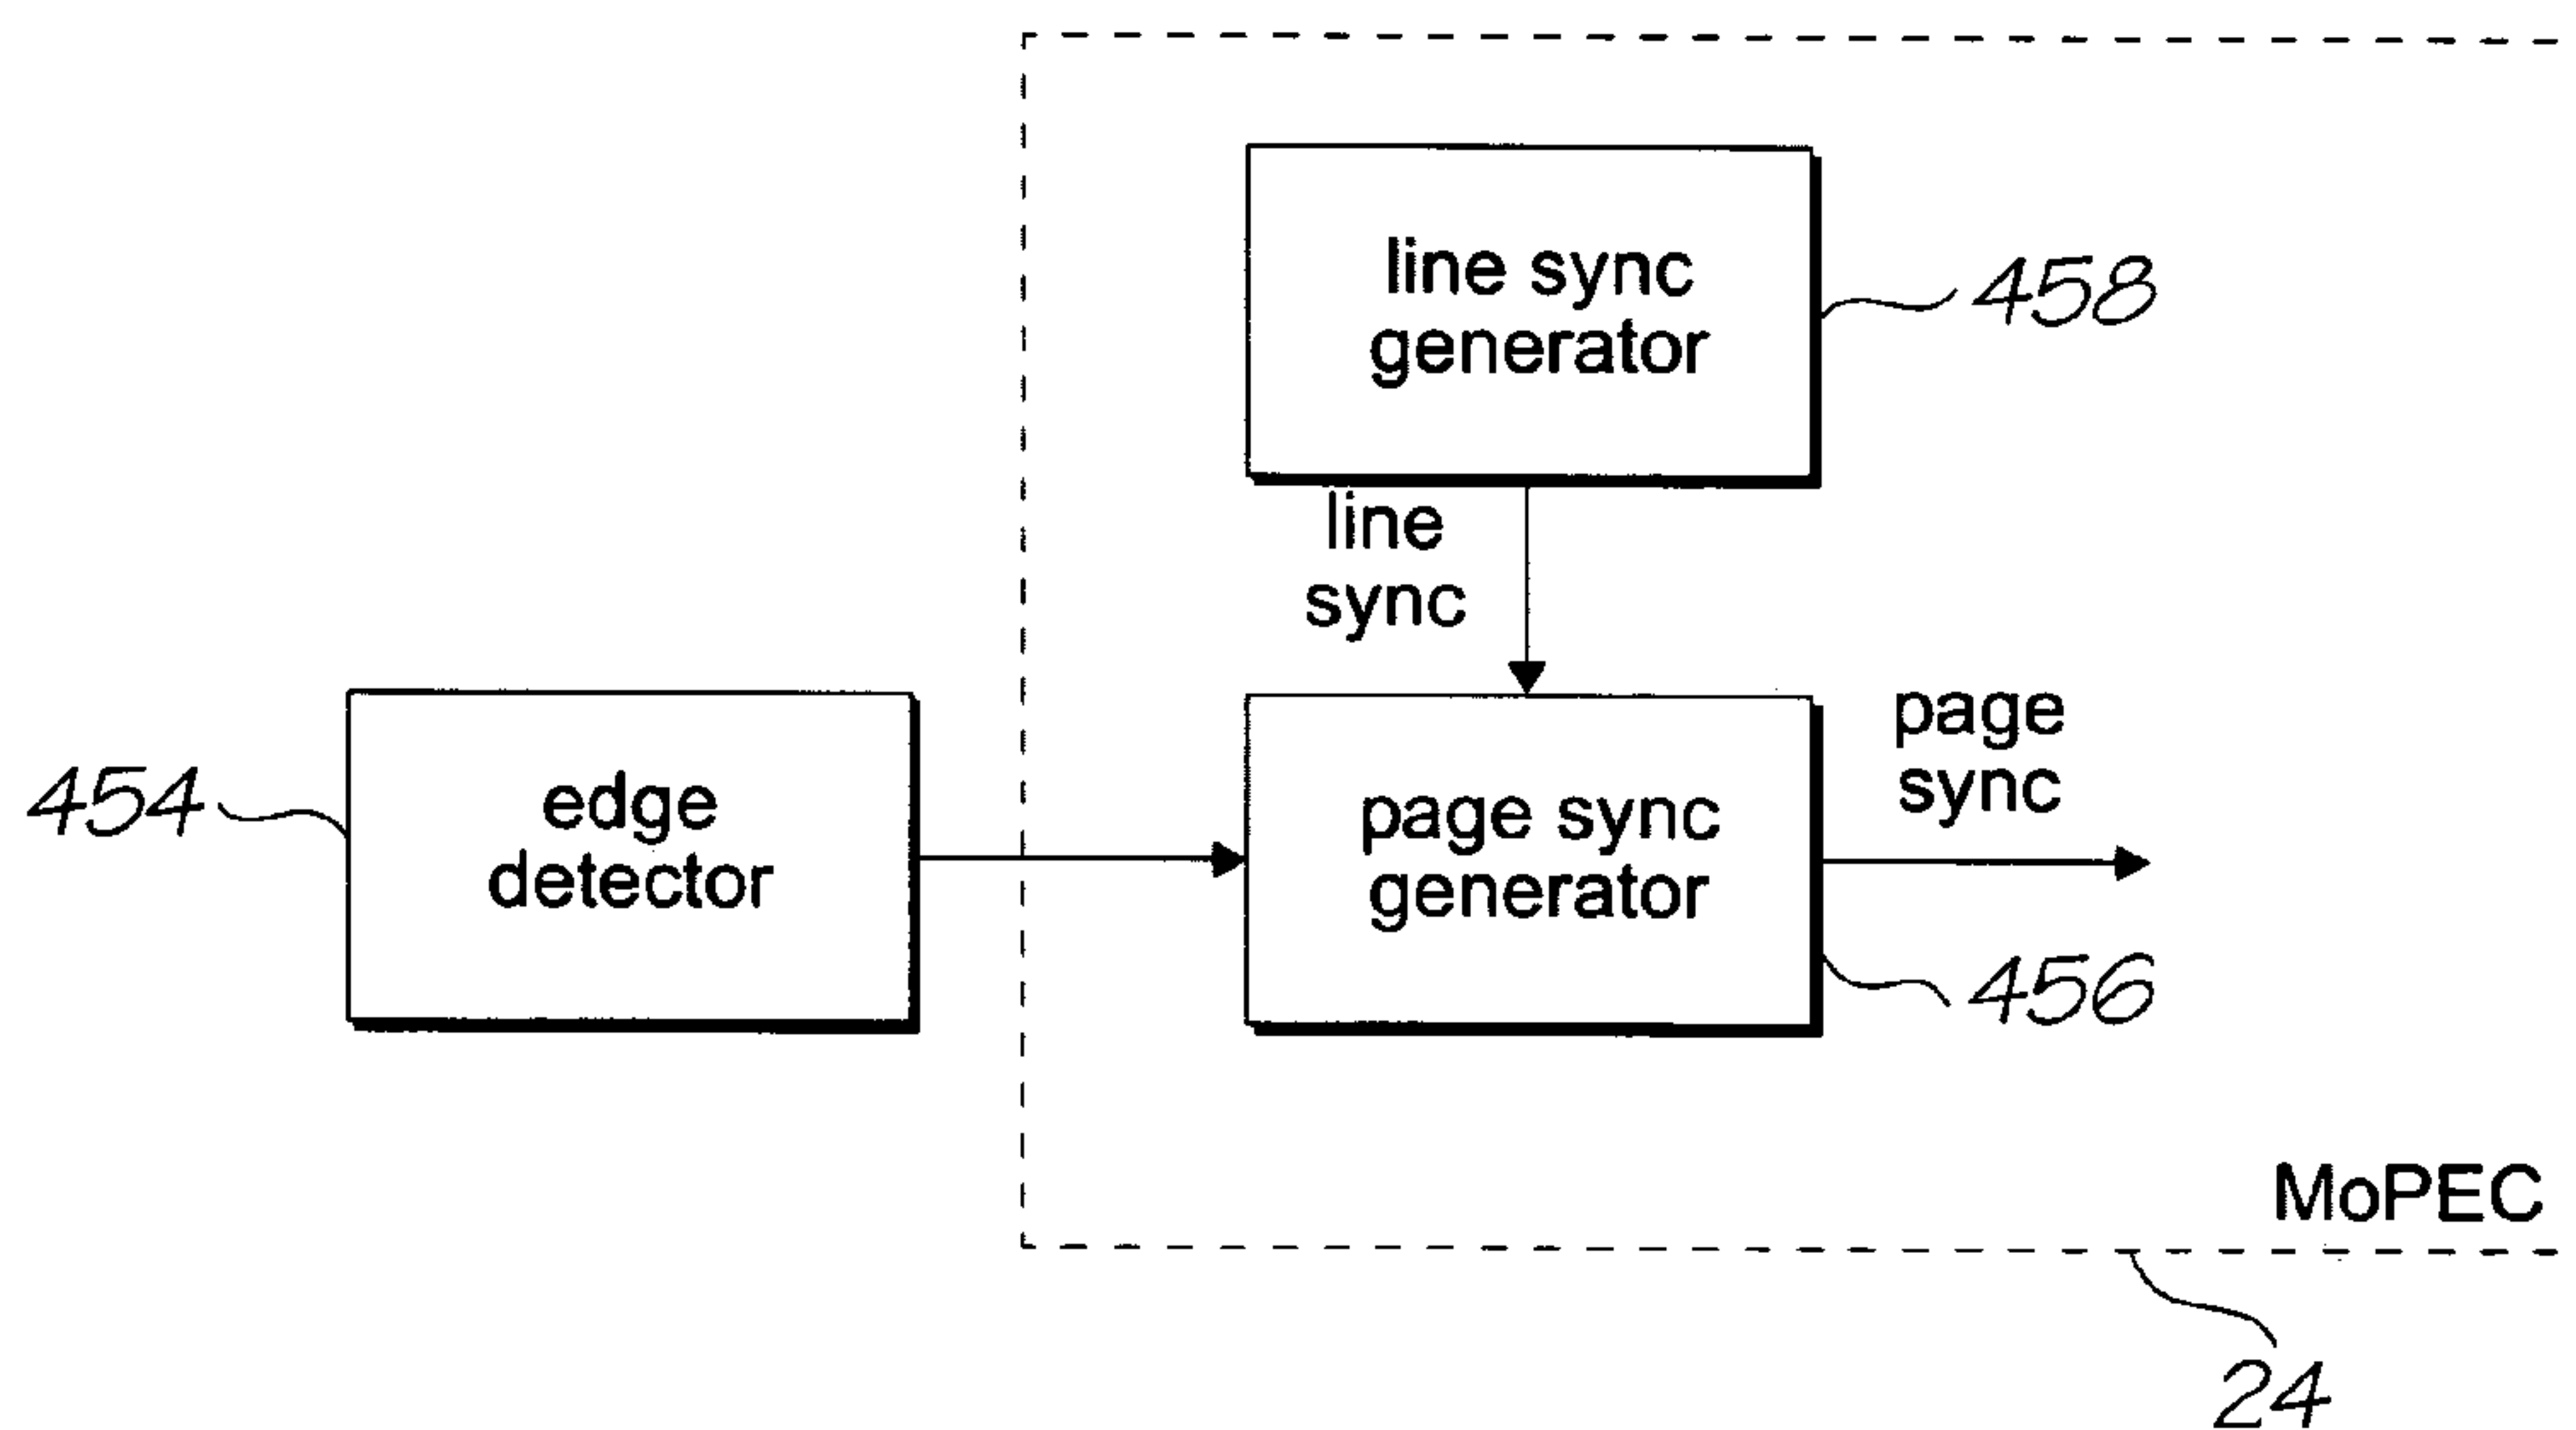 line sync
generator
458
line
sync
page
sync
454
edge
detector
page sync
generator
456
MoPEC
24